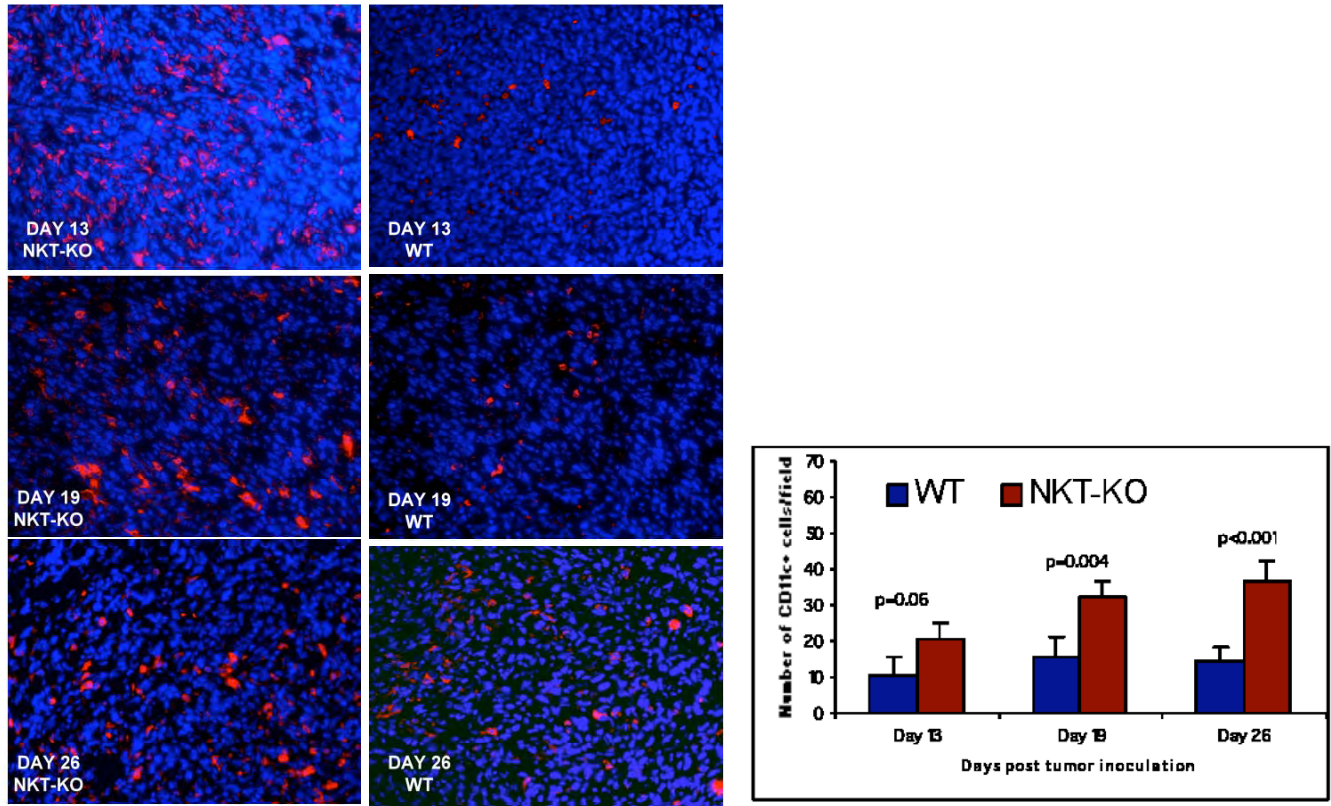 DAY 13
NKT-KO
DAY 13
WT
DAY 19
NKT-KO
DAY 19
WT
DAY 26
NKT-KO
DAY 26
WT
Number of CD11c+ cells/field
70
60
50
40
30
20
10
0
WT NKT-KO
p=0.06
p=0.004
p<0.001
Day 13 Day 19 Day 26
Days post tumor inoculation